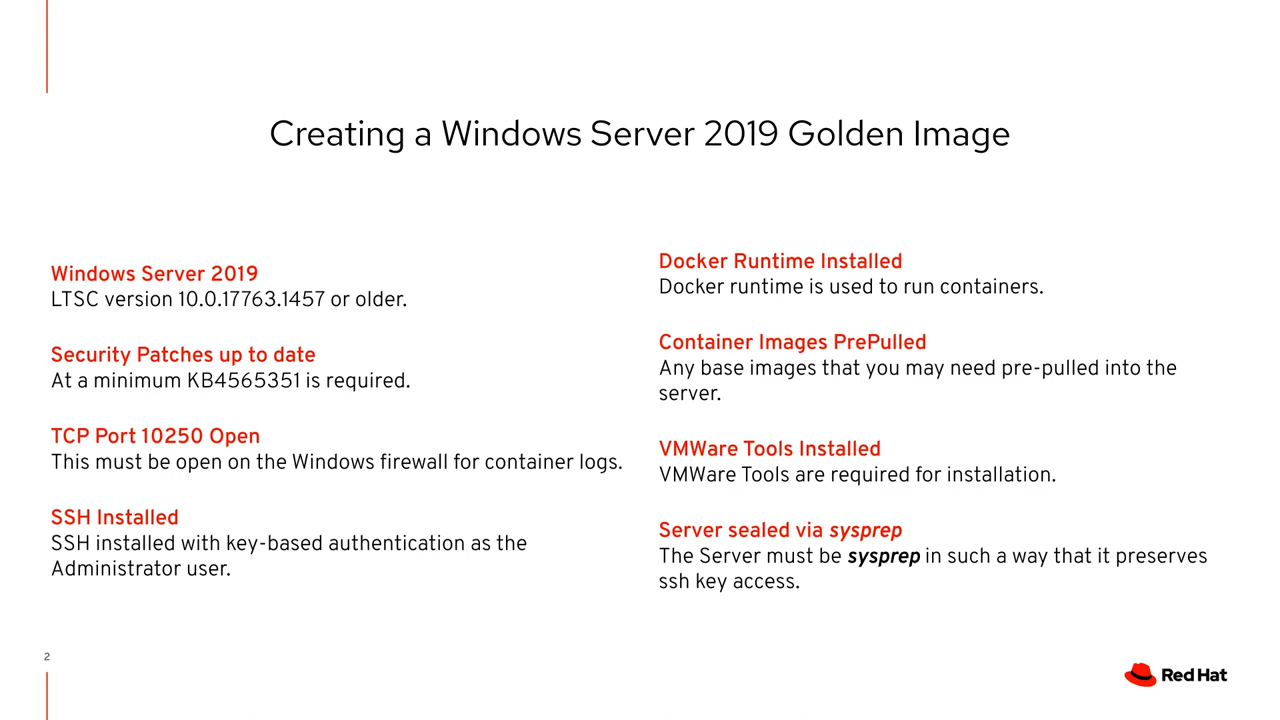 Creating a Windows Server 2019 Golden Image
Windows Server 2019
LTSC version 10.0.17763.1457 or older.
Security Patches up to date
At a minimum KB4565351 is required.
TCP Port 10250 Open
This must be open on the Windows firewall for container logs.
SSH Installed
SSH installed with key-based authentication as the
Administrator user.
Docker Runtime Installed
Docker runtime is used to run containers.
Container Images PrePulled
Any base images that you may need pre-pulled into the
server.
VMWare Tools Installed
VMWare Tools are required for installation.
Server sealed via sysprep
The Server must be sysprep in such a way that it preserves
ssh key access.
2
Red Hat